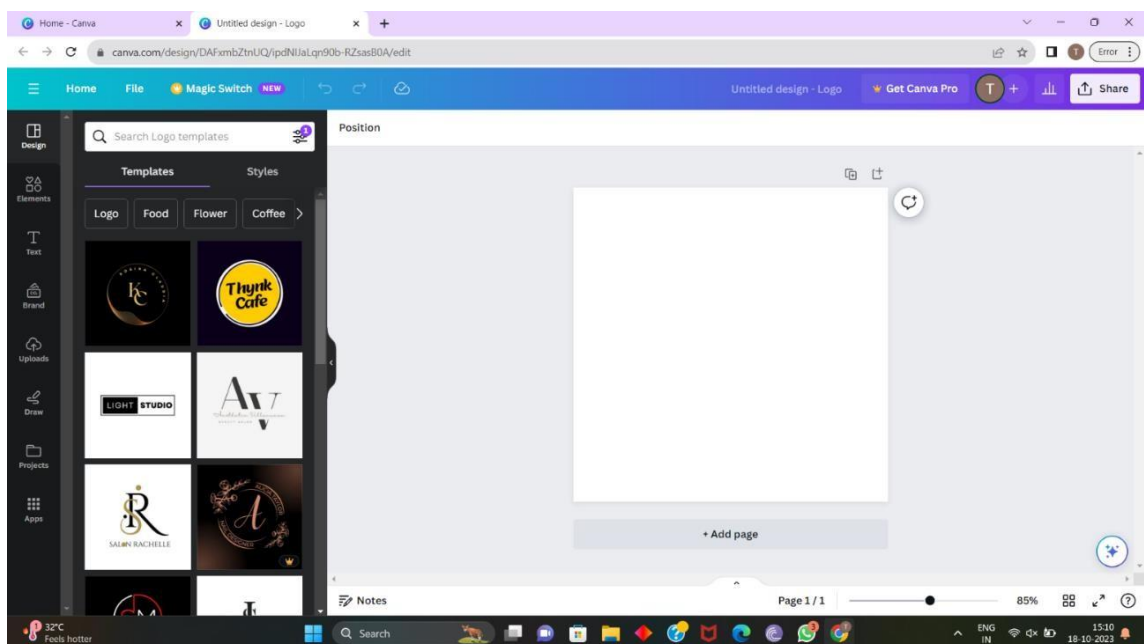 Home - Canva
Untitled design - Logo
canva.com/design/DAFxmbZtnUQ/ipdNIJaLqn90b-RZsasB0A/edit
T
Error
Home
File
Magic Switch
NEW
Untitled design - Logo
Get Canva Pro
T
+
Share
Design
Elements
Text
Brand
Uploads
Draw
Projects
Apps
Search Logo templates
1
Templates
Styles
Logo
Food
Flower
Coffee
KC
Thynk
Cafe
LIGHT STUDIO
AV
SR
SALON RACHELLE
A
Position
+ Add page
Notes
Page 1 / 1
85%
32°C
Feels hotter
Search
ENG
IN
15:10
18-10-2023